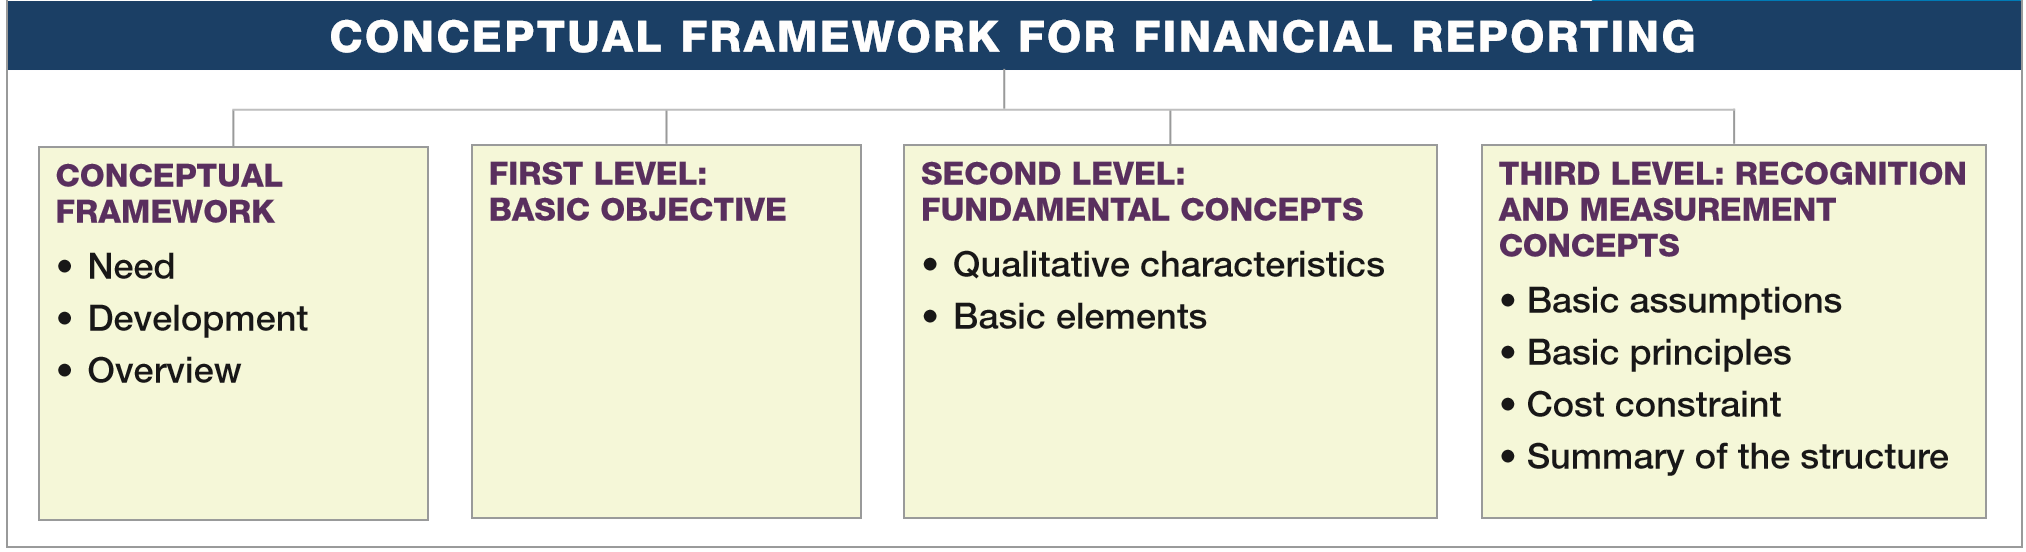 CONCEPTUAL FRAMEWORK FOR FINANCIAL REPORTING
CONCEPTUAL
FRAMEWORK
• Need
• Development
• Overview
FIRST LEVEL:
BASIC OBJECTIVE
SECOND LEVEL:
FUNDAMENTAL CONCEPTS
• Qualitative characteristics
• Basic elements
THIRD LEVEL: RECOGNITION
AND MEASUREMENT
CONCEPTS
• Basic assumptions
• Basic principles
• Cost constraint
• Summary of the structure